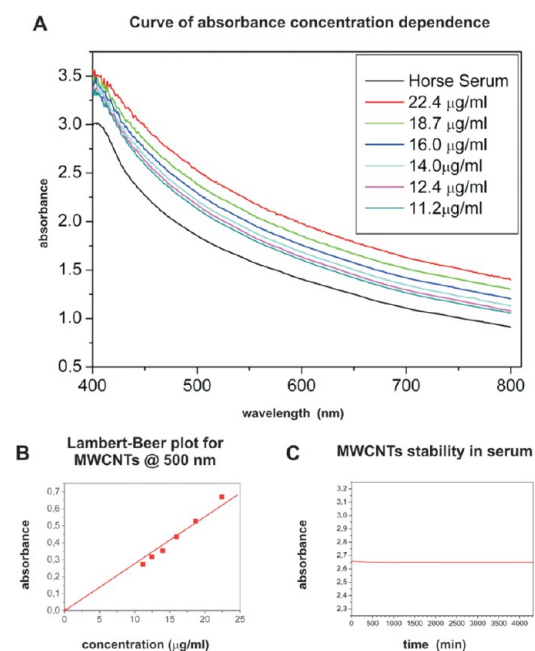 A
Curve of absorbance concentration dependence
Horse Serum
22.4 μg/ml
18.7 μg/ml
16.0 μg/ml
14.0μg/ml
12.4 μg/ml
11.2μg/ml
3.5
3.0
2.5
2.0
1.5
1.0
0.5
absorbance
400
500
600
700
800
wavelength (nm)
B
Lambert-Beer plot for
MWCNTs @ 500 nm
0,7
0,6
0,5
0,4
0,3
0,2
0,1
0,0
absorbance
0
5
10
15
20
25
concentration (μg/ml)
C
MWCNTs stability in serum
3,2
3,1
3,0
2,9
2,8
2,7
2,6
2,5
2,4
2,3
absorbance
0
500
1000
1500
2000
2500
3000
3500
4000
time (min)